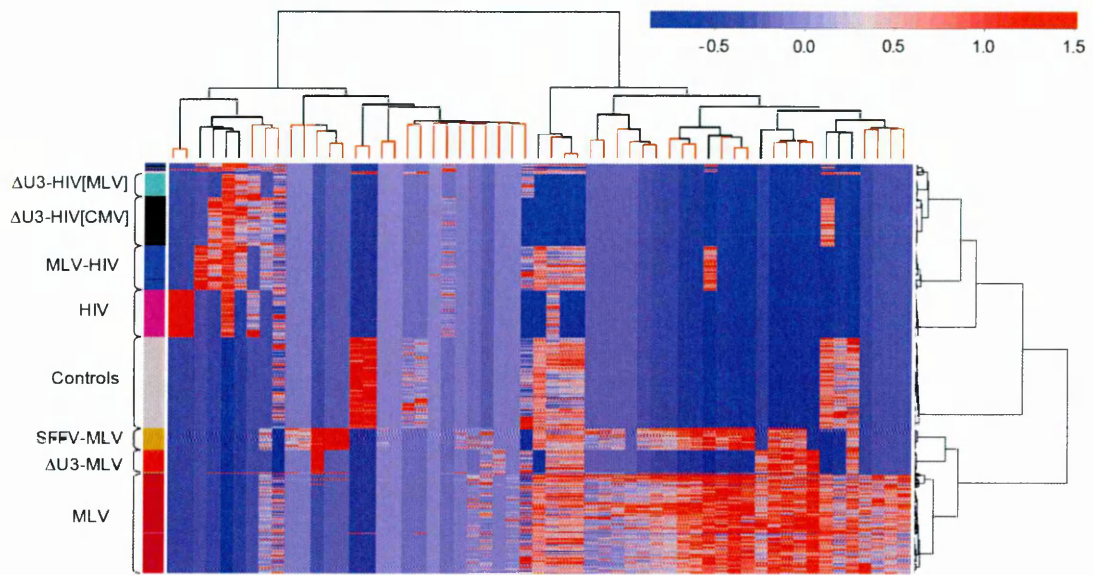 -0.5 0.0 0.5 1.0 1.5
ΔU3-HIV[MLV]
ΔU3-HIV[CMV]
MLV-HIV
HIV
Controls
SFFV-MLV
ΔU3-MLV
MLV